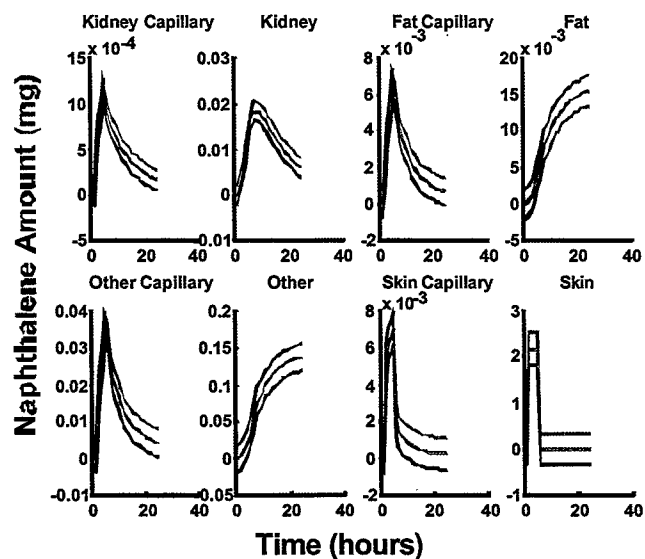 Kidney Capillary Kidney Fat Capillary Fat
x 10-4 x 10-3 x 10-3
15 0.03 8 20
10 0.02 6 15
5 0.01 4 10
0 0 2 5
-5 0.01 0 0
-2 -5
0 20 40 0 20 40 0 20 40 0 20 40
Other Capillary Other Skin Capillary Skin
x 10-3
0.04 0.2 8 3
0.03 0.15 6 2
0.02 0.1 4 1
0.01 0.05 2 0
0 0 0 -1
-0.01 0.05 -2
0 20 40 0 20 40 0 20 40 0 20 40
Naphthalene Amount (mg)
Time (hours)